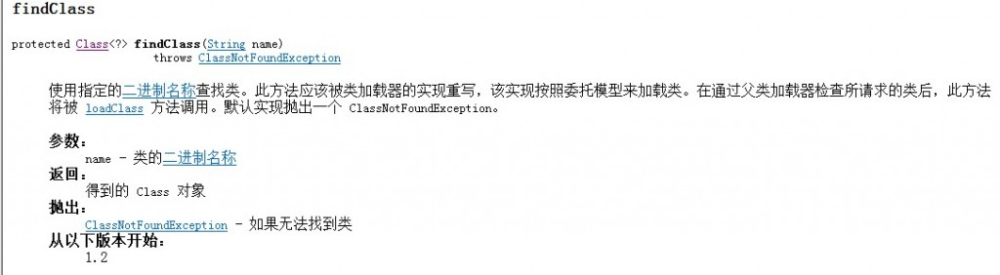 findClass
protected Class<?> findClass(String name)
throws ClassNotFoundException
使用指定的二进制名称查找类。此方法应该被类加载器的实现重写，该实现按照委托模型来加载类。在通过父类加载器检查所请求的类后，此方法
将被 loadClass 方法调用。默认实现抛出一个 ClassNotFoundException。
参数：
name - 类的二进制名称
返回：
得到的 Class 对象
抛出：
ClassNotFoundException - 如果无法找到类
从以下版本开始：
1.2